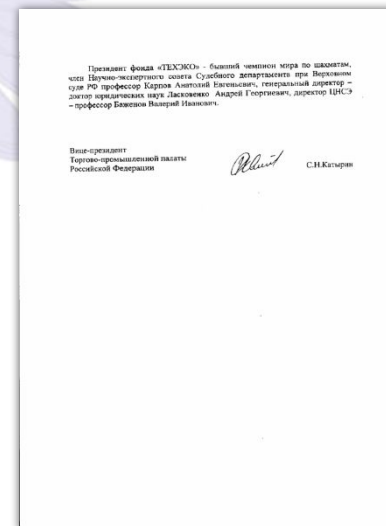 Президент фонда «ТЕХЭКО» - бывший чемпион мира по шахматам,
член Научно-экспертного совета Судебного департамента при Верховном
суде РФ профессор Карпов Анатолий Евгеньевич, генеральный директор –
доктор юридических наук Ласковенко Андрей Георгиевич, директор ЦНСЭ
– профессор Баженов Валерий Иванович.
Вице-президент
Торгово-промышленной палаты
Российской Федерации
С.Н.Катырин